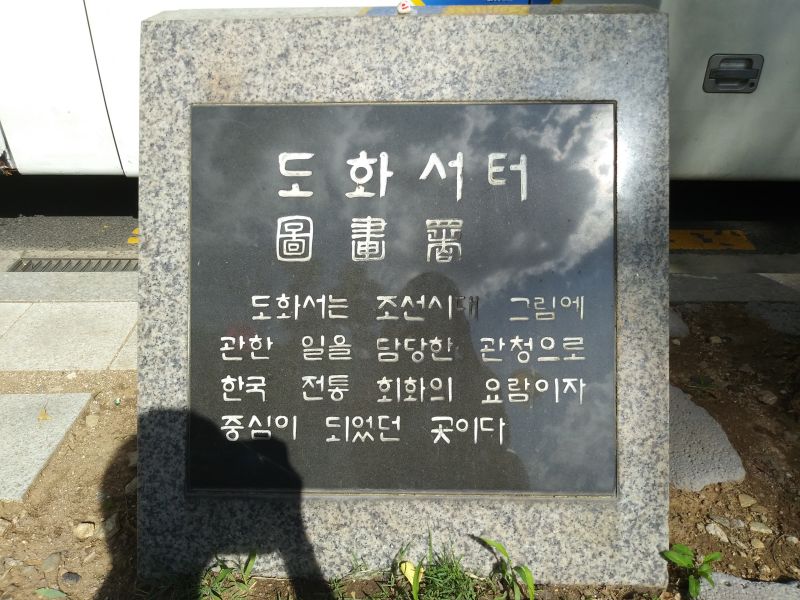 도화서터
圖畫署
도화서는 조선시대 그림에
관한 일을 담당한 관청으로
한국 전통 회화의 요람이자
중심이 되었던 곳이다